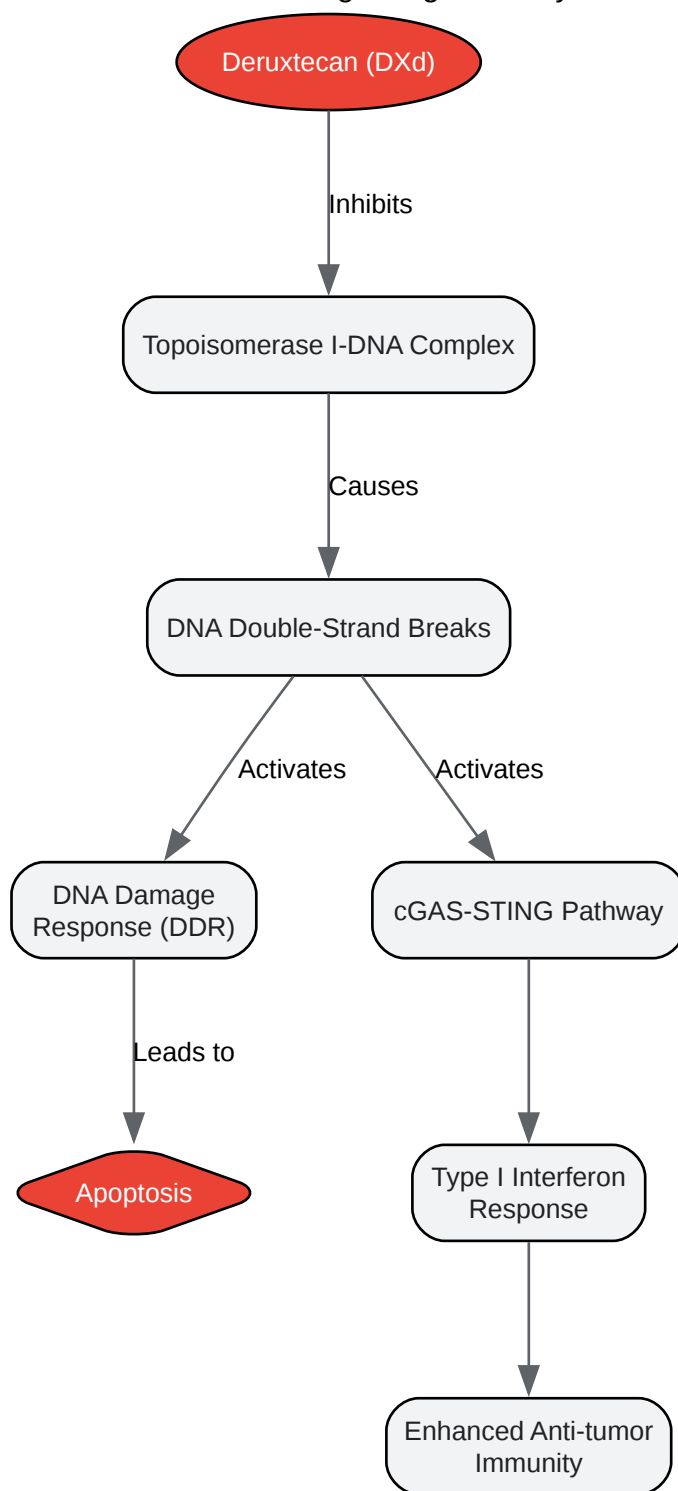 Deruxtecan (DXd)
Inhibits
Topoisomerase I-DNA Complex
Causes
DNA Double-Strand Breaks
Activates
Activates
DNA Damage
Response (DDR)
cGAS-STING Pathway
Leads to
Apoptosis
Type I Interferon
Response
Enhanced Anti-tumor
Immunity